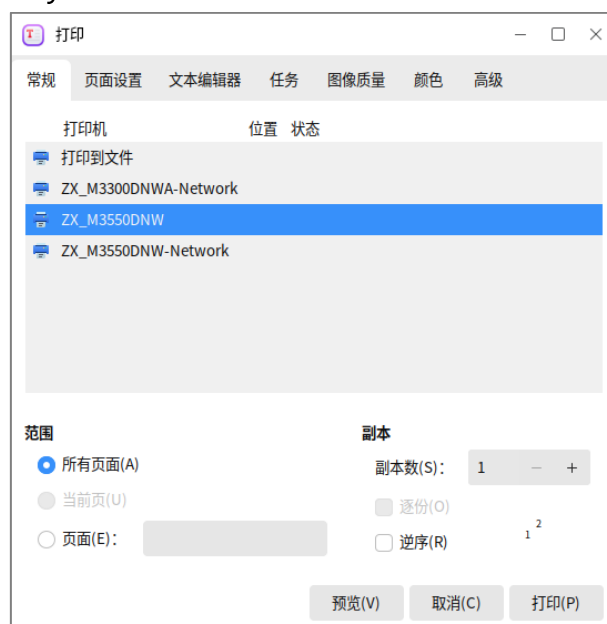 打印
常规 页面设置 文本编辑器 任务 图像质量 颜色 高级
打印机 位置 状态
打印到文件
ZX_M3300DNWA-Network
ZX_M3550DNW
ZX_M3550DNW-Network
范围 副本
所有页面(A) 副本数(S): 1 − +
当前页(U) 逐份(O)
页面(E): 逆序(R) 1 2
预览(V) 取消(C) 打印(P)